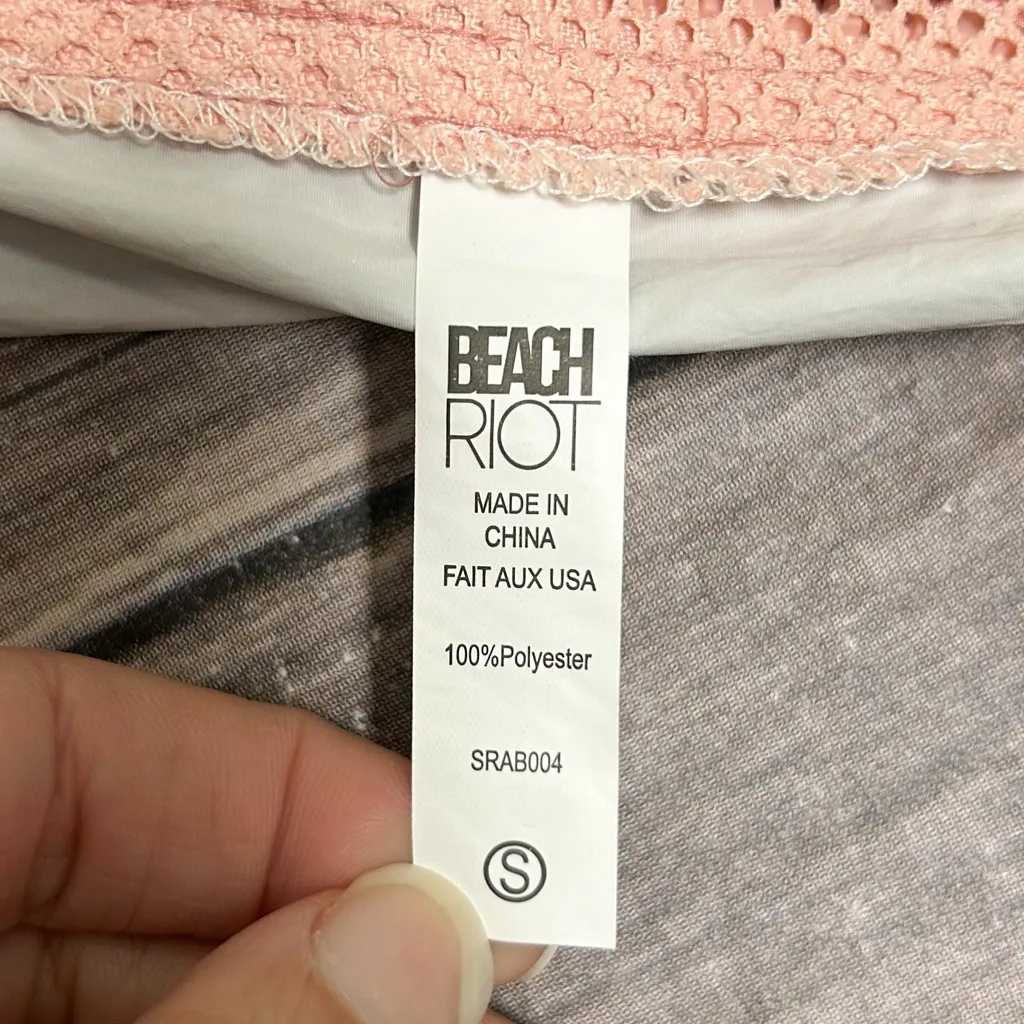 BEACH
RIOT
MADE IN
CHINA
FAIT AUX USA
100%Polyester
SRAB004
S